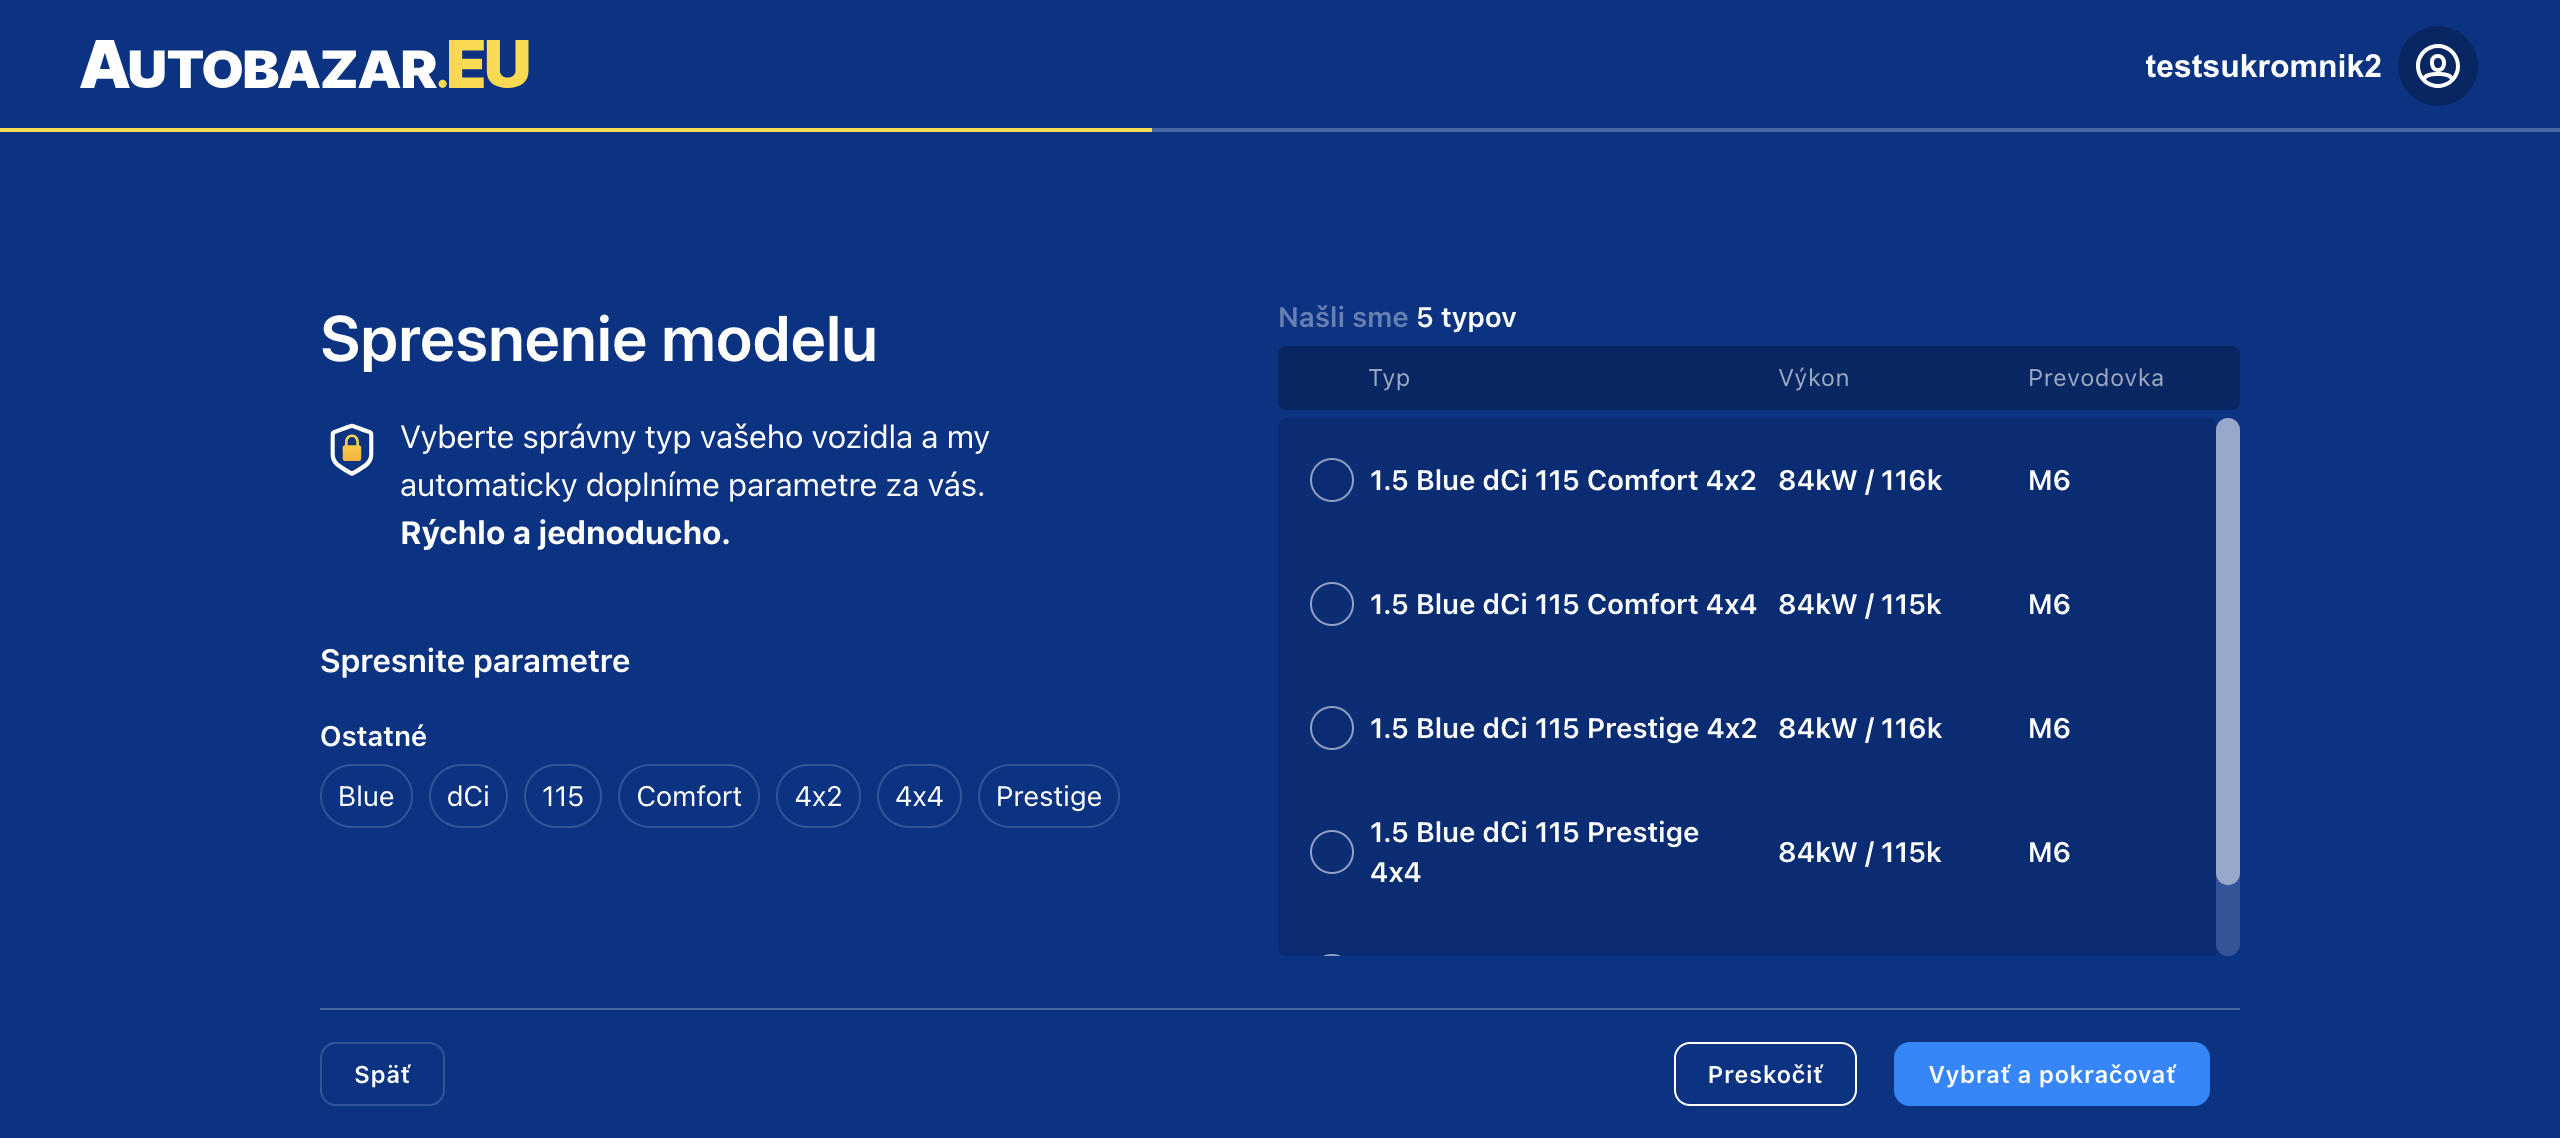 AUTOBAZAR.EU
testsukromnik2
Spresnenie modelu
Vyberte správny typ vašeho vozidla a my
automaticky doplníme parametre za vás.
Rýchlo a jednoducho.
Spresnite parametre
Ostatné
Blue dCi 115 Comfort 4x2 4x4 Prestige
Našli sme 5 typov
Typ Výkon Prevodovka
1.5 Blue dCi 115 Comfort 4x2 84kW / 116k M6
1.5 Blue dCi 115 Comfort 4x4 84kW / 115k M6
1.5 Blue dCi 115 Prestige 4x2 84kW / 116k M6
1.5 Blue dCi 115 Prestige
4x4 84kW / 115k M6
Späť Preskočiť Vybrať a pokračovať